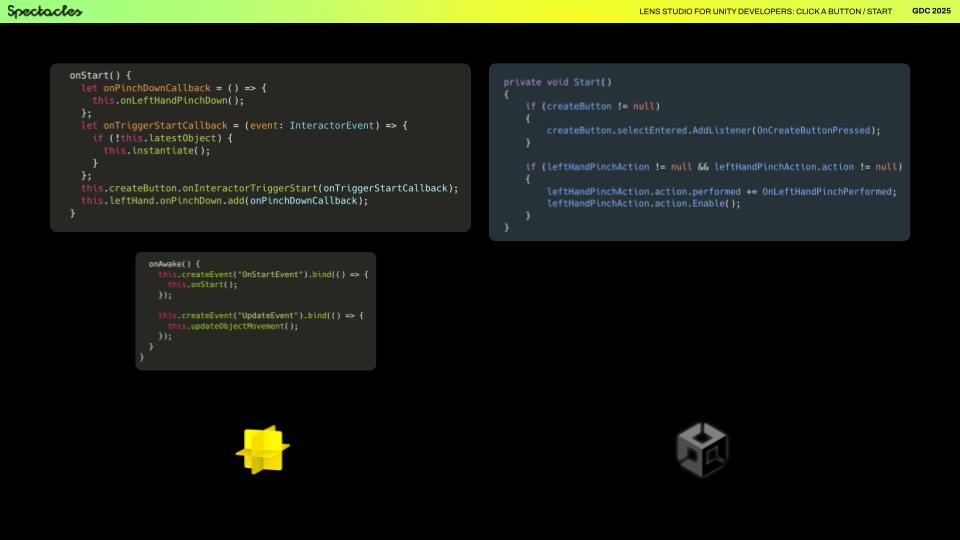 Spectacles
LENS STUDIO FOR UNITY DEVELOPERS: CLICK A BUTTON / START
GDC 2025
onStart() {
let onPinchDownCallback = () => {
this.onLeftHandPinchDown();
};
let onTriggerStartCallback = (event: InteractorEvent) => {
if (!this.latestObject) {
this.instantiate();
}
};
this.createButton.onInteractorTriggerStart(onTriggerStartCallback);
this.leftHand.onPinchDown.add(onPinchDownCallback);
}
onAwake() {
this.createEvent("OnStartEvent").bind(() => {
this.onStart();
});
this.createEvent("UpdateEvent").bind(() => {
this.updateObjectMovement();
});
}
}
private void Start()
{
if (createButton != null)
{
createButton.selectEntered.AddListener(OnCreateButtonPressed);
}
if (leftHandPinchAction != null && leftHandPinchAction.action != null)
{
leftHandPinchAction.action.performed += OnLeftHandPinchPerformed;
leftHandPinchAction.action.Enable();
}
}